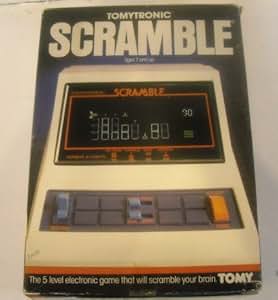 TOMYTRONIC
SCRAMBLE
ages 7 and up
SCRAMBLE
The 5 level electronic game that will scramble your brain.
TOMY